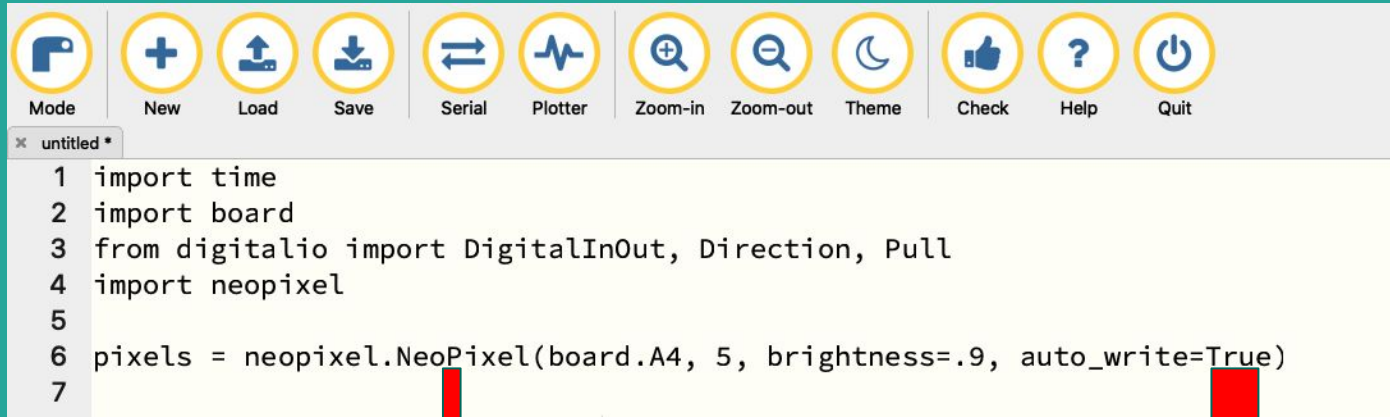 Mode New Load Save Serial Plotter Zoom-in Zoom-out Theme Check Help Quit
untitled *
1 import time
2 import board
3 from digitalio import DigitalInOut, Direction, Pull
4 import neopixel
5
6 pixels = neopixel.NeoPixel(board.A4, 5, brightness=.9, auto_write=True)
7